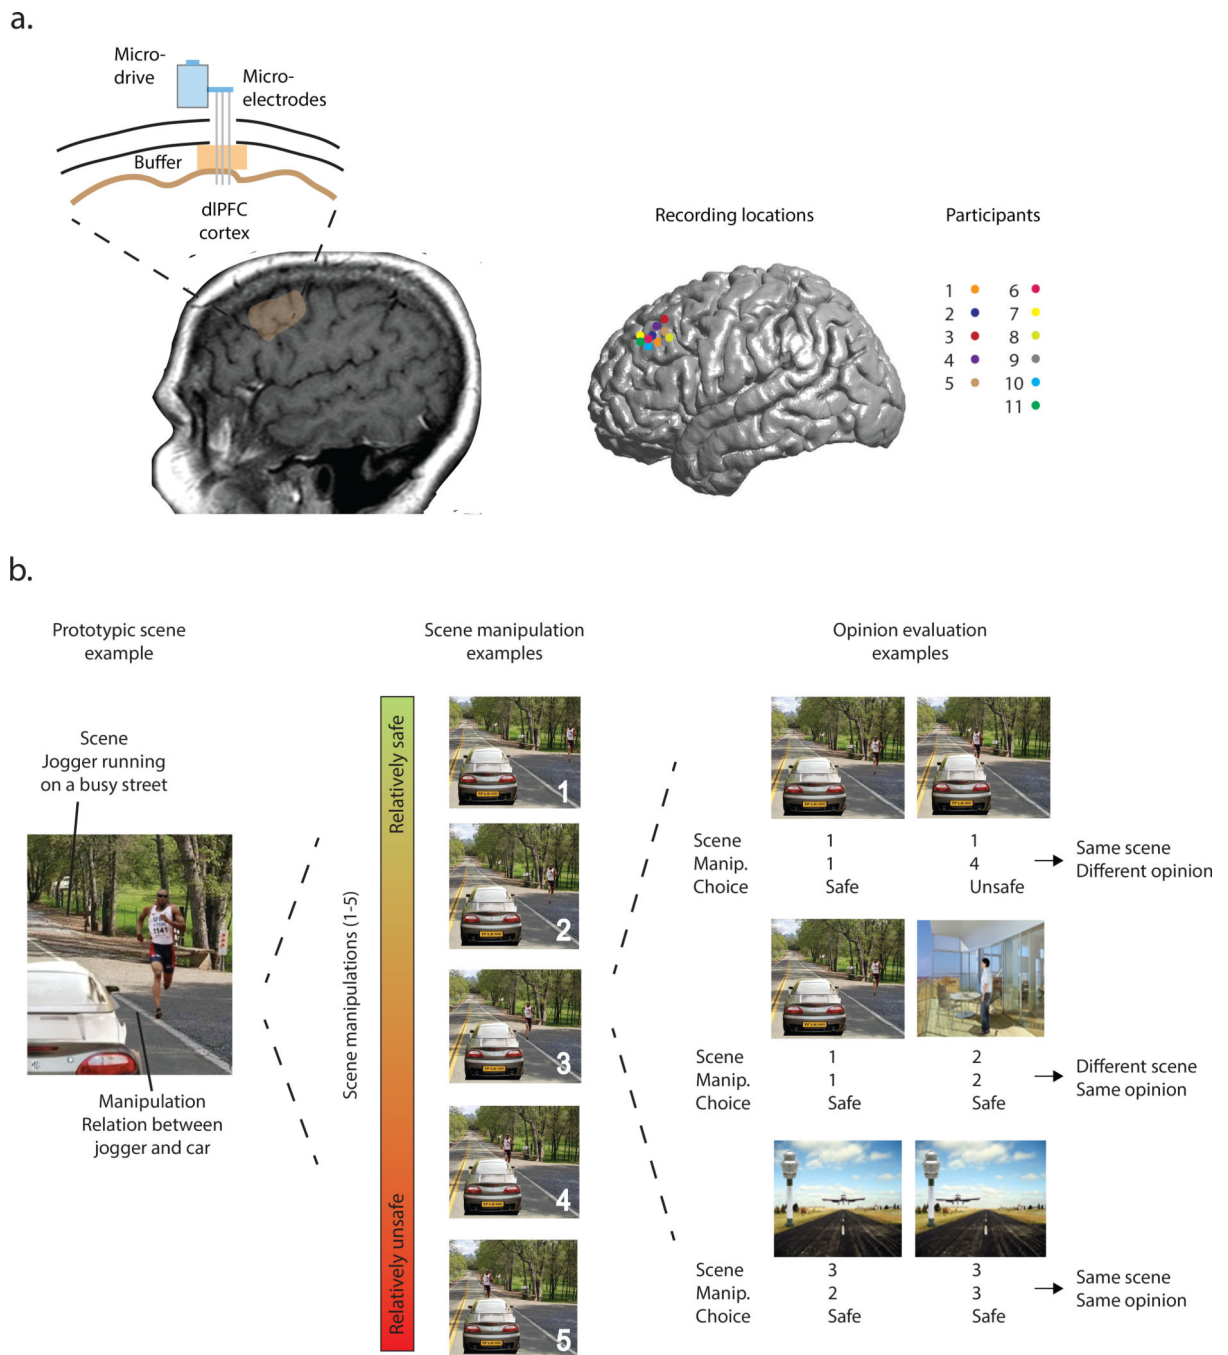 a.
Micro-
drive
Micro-
electrodes
Buffer
dlPFC
cortex
Recording locations
Participants
1 6
2 7
3 8
4 9
5 10
11
b.
Prototypic scene
example
Scene
Jogger running
on a busy street
Manipulation
Relation between
jogger and car
Scene manipulation
examples
Scene manipulations (1-5)
Relatively safe
Relatively unsafe
1
2
3
4
5
Opinion evaluation
examples
Scene 1 1
Manip. 1 4
Choice Safe Unsafe
Same scene
Different opinion
Scene 1 2
Manip. 1 2
Choice Safe Safe
Different scene
Same opinion
Scene 3 3
Manip. 2 3
Choice Safe Safe
Same scene
Same opinion